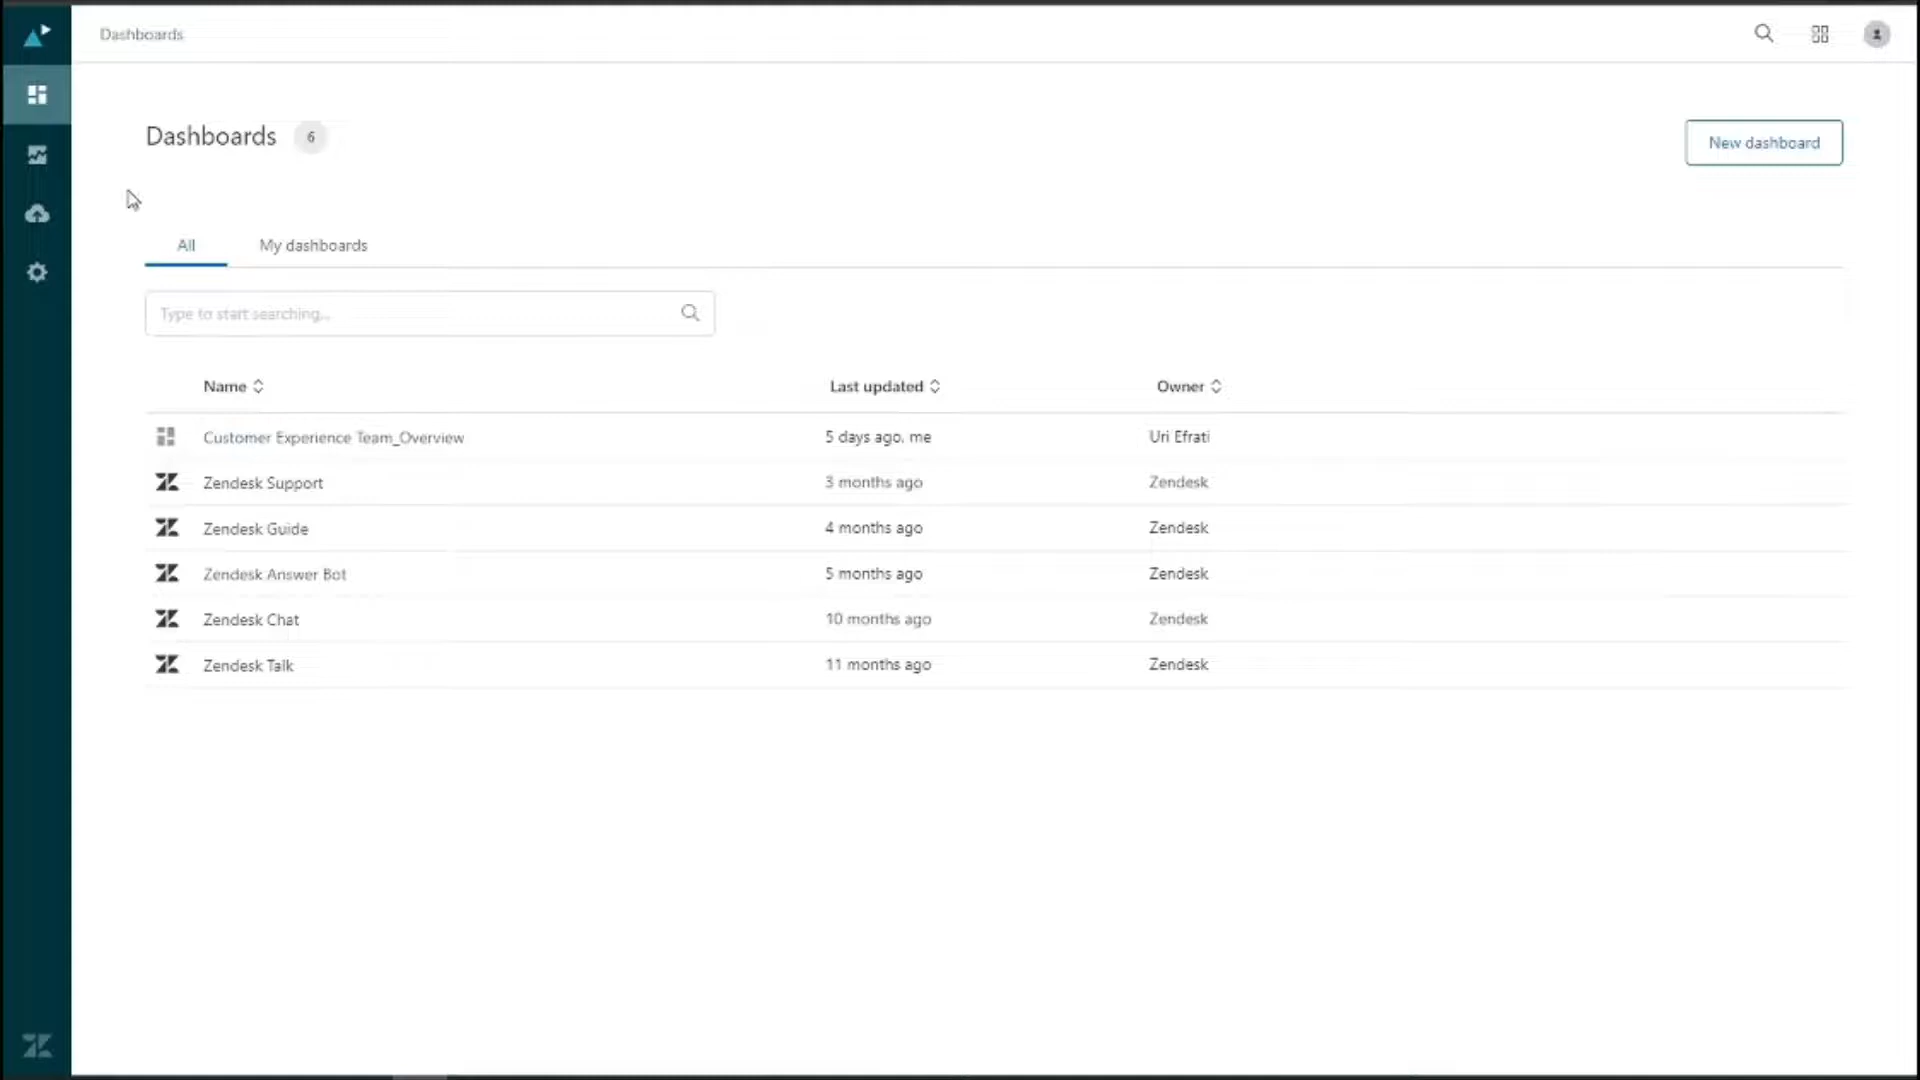 Dashboards
Dashboards 6
New dashboard
All My dashboards
Type to start searching...
Name Last updated Owner
Customer Experience Team_Overview 5 days ago, me Uri Efrati
Zendesk Support 3 months ago Zendesk
Zendesk Guide 4 months ago Zendesk
Zendesk Answer Bot 5 months ago Zendesk
Zendesk Chat 10 months ago Zendesk
Zendesk Talk 11 months ago Zendesk